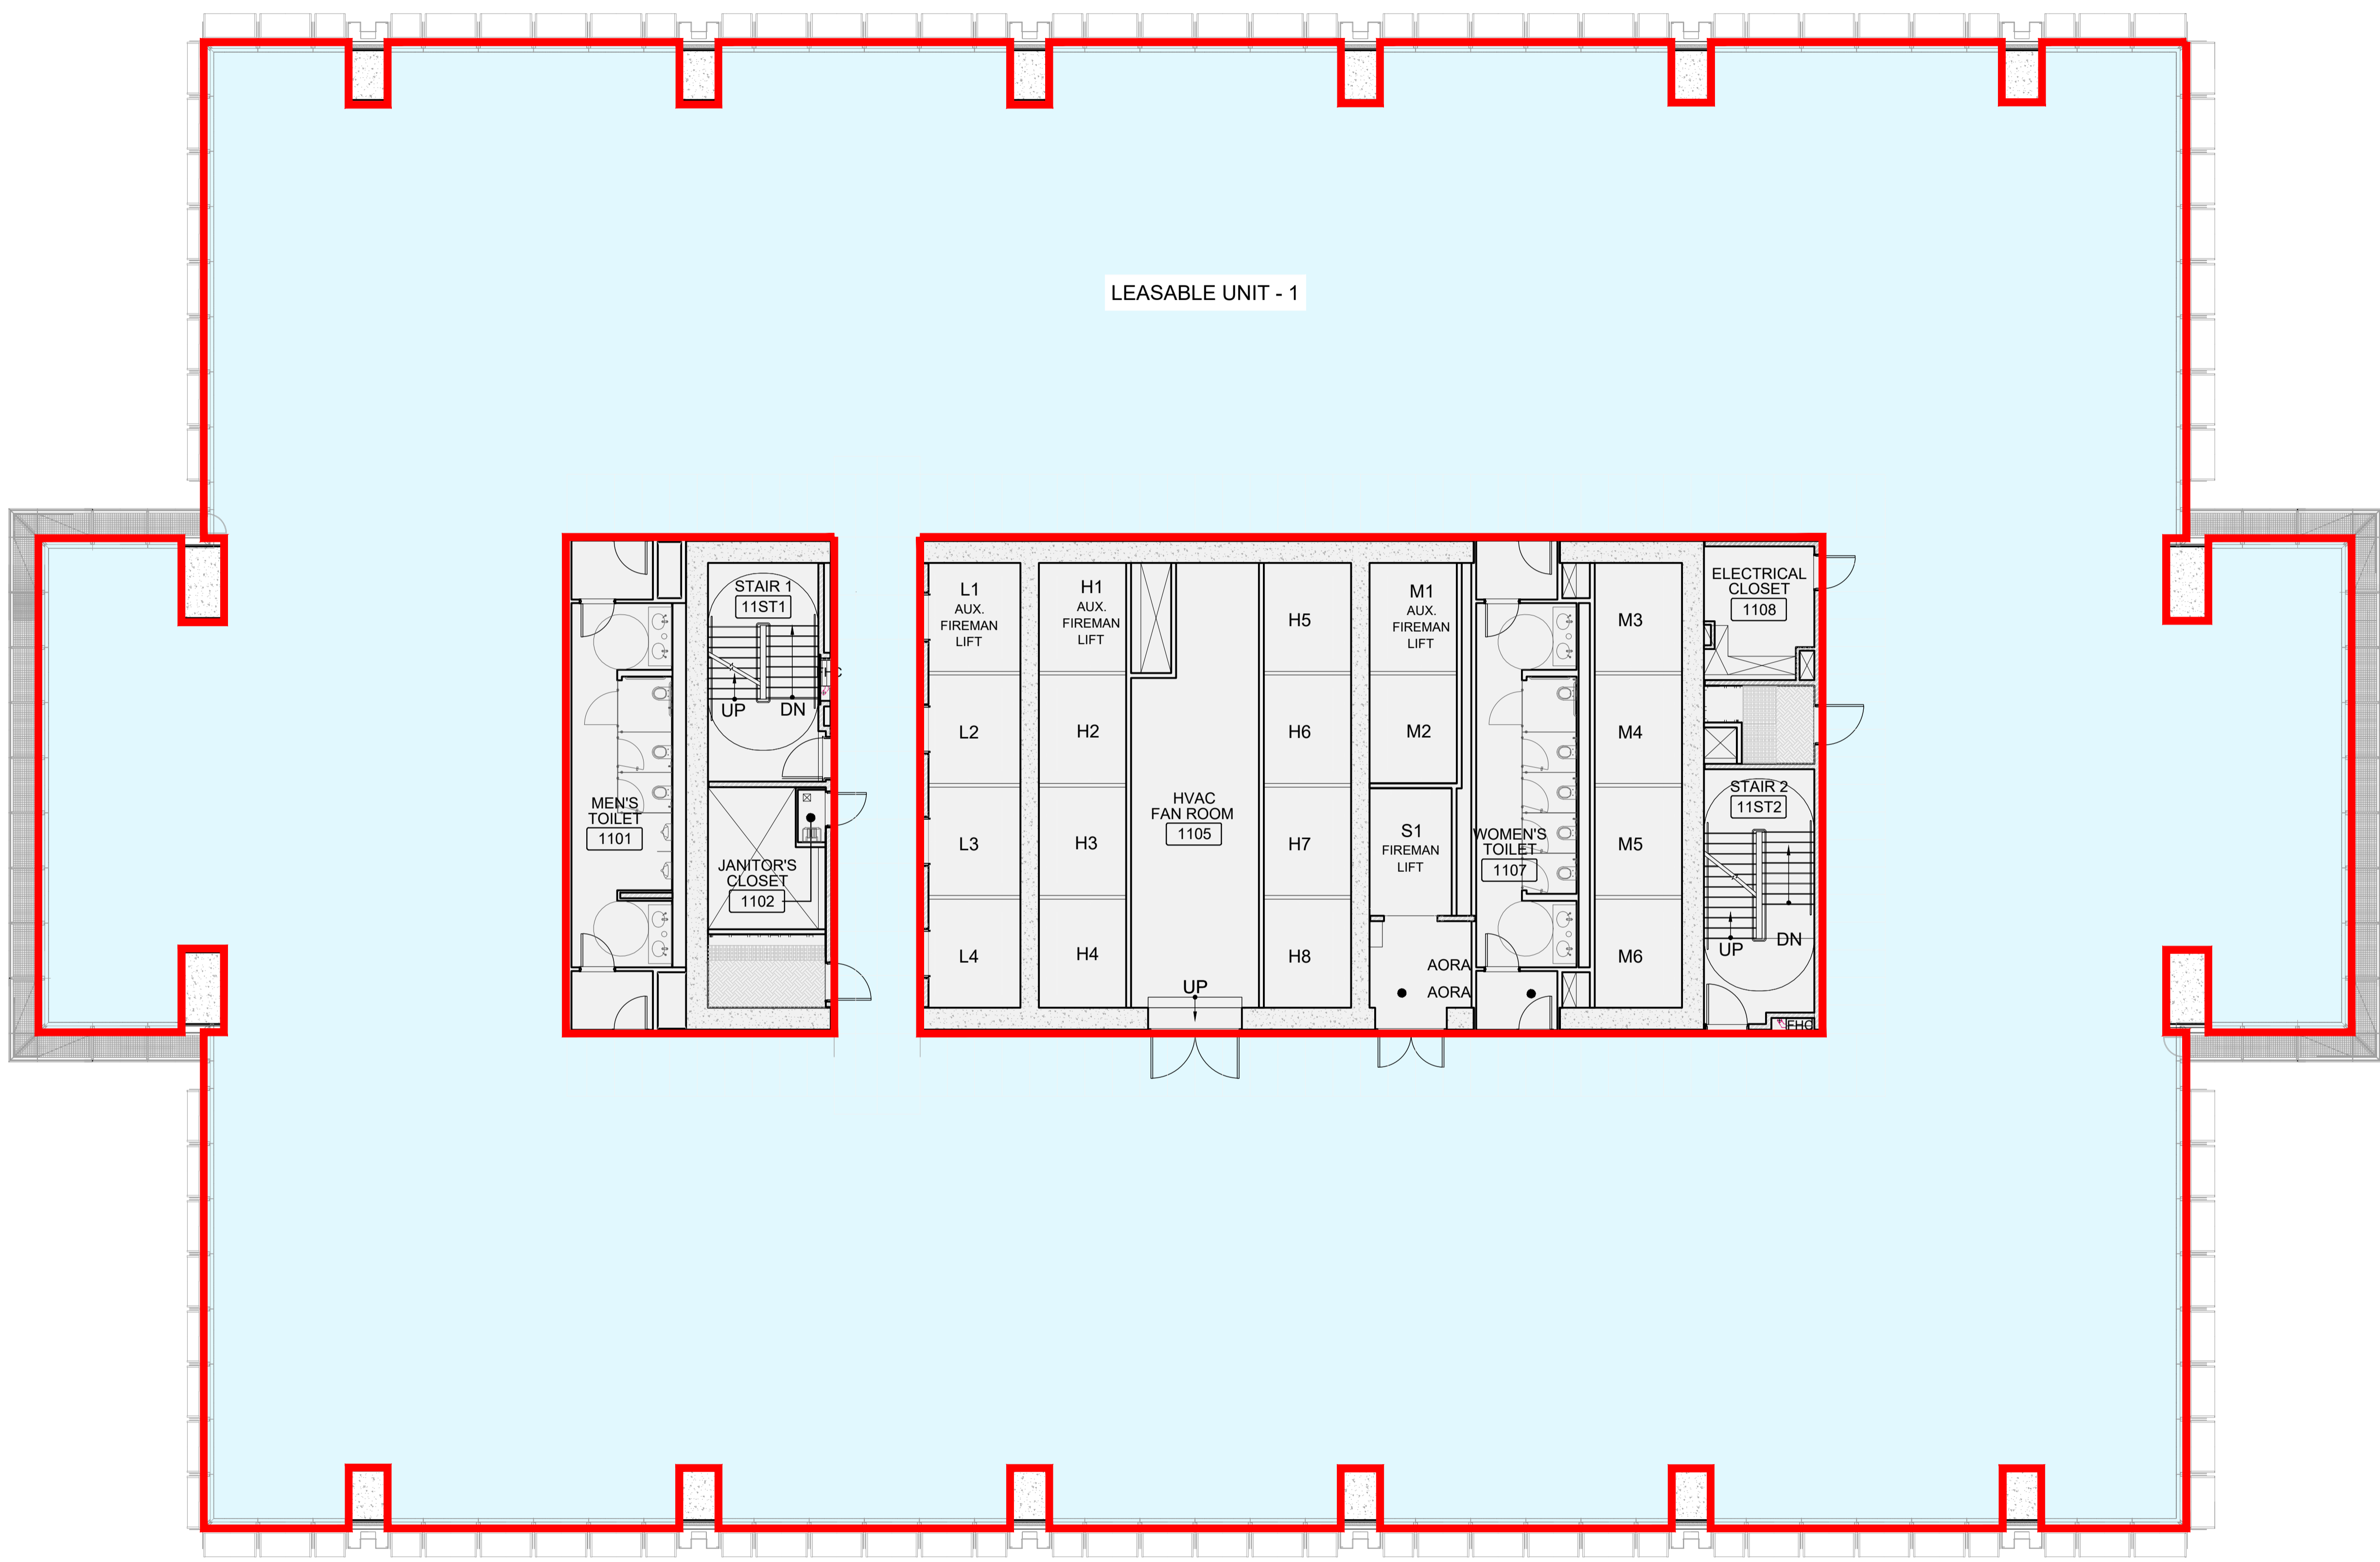 LEASABLE UNIT - 1
STAIR 1
11ST1
UP
DN
MEN'S
TOILET
1101
JANITOR'S
CLOSET
1102
L1
AUX.
FIREMAN
LIFT
L2
L3
L4
H1
AUX.
FIREMAN
LIFT
H2
H3
H4
HVAC
FAN ROOM
1105
UP
H5
H6
H7
H8
M1
AUX.
FIREMAN
LIFT
M2
S1
FIREMAN
LIFT
AORA
AORA
WOMEN'S
TOILET
1107
M3
M4
M5
M6
ELECTRICAL
CLOSET
1108
STAIR 2
11ST2
UP
DN
FHC